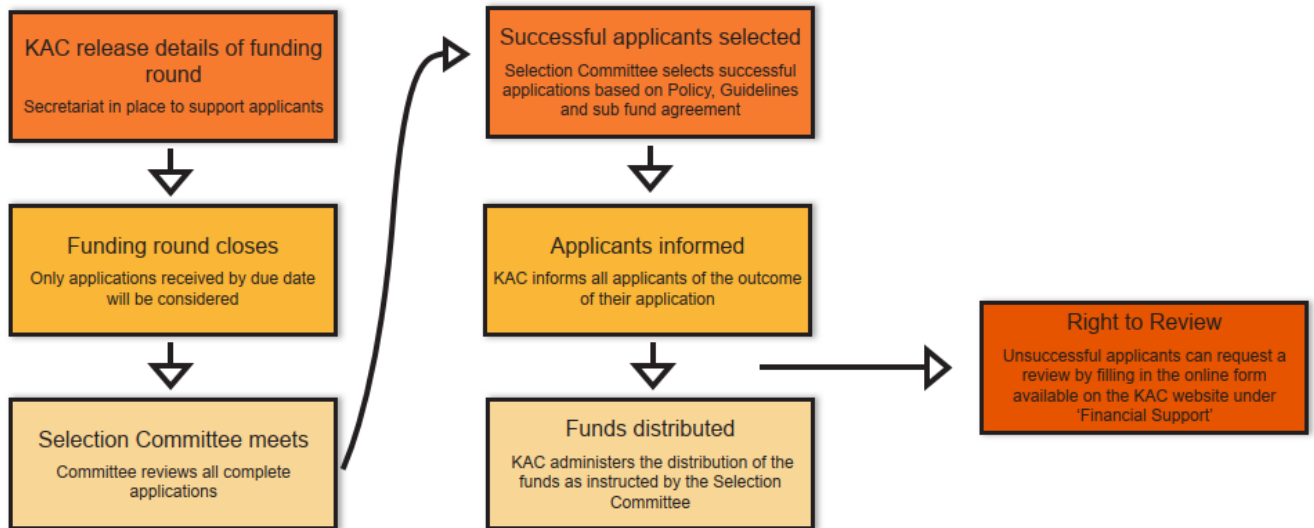 KAC release details of funding
round
Secretariat in place to support applicants
Funding round closes
Only applications received by due date
will be considered
Selection Committee meets
Committee reviews all complete
applications
Successful applicants selected
Selection Committee selects successful
applications based on Policy, Guidelines
and sub fund agreement
Applicants informed
KAC informs all applicants of the outcome
of their application
Funds distributed
KAC administers the distribution of the
funds as instructed by the Selection
Committee
Right to Review
Unsuccessful applicants can request a
review by filling in the online form
available on the KAC website under
‘Financial Support’